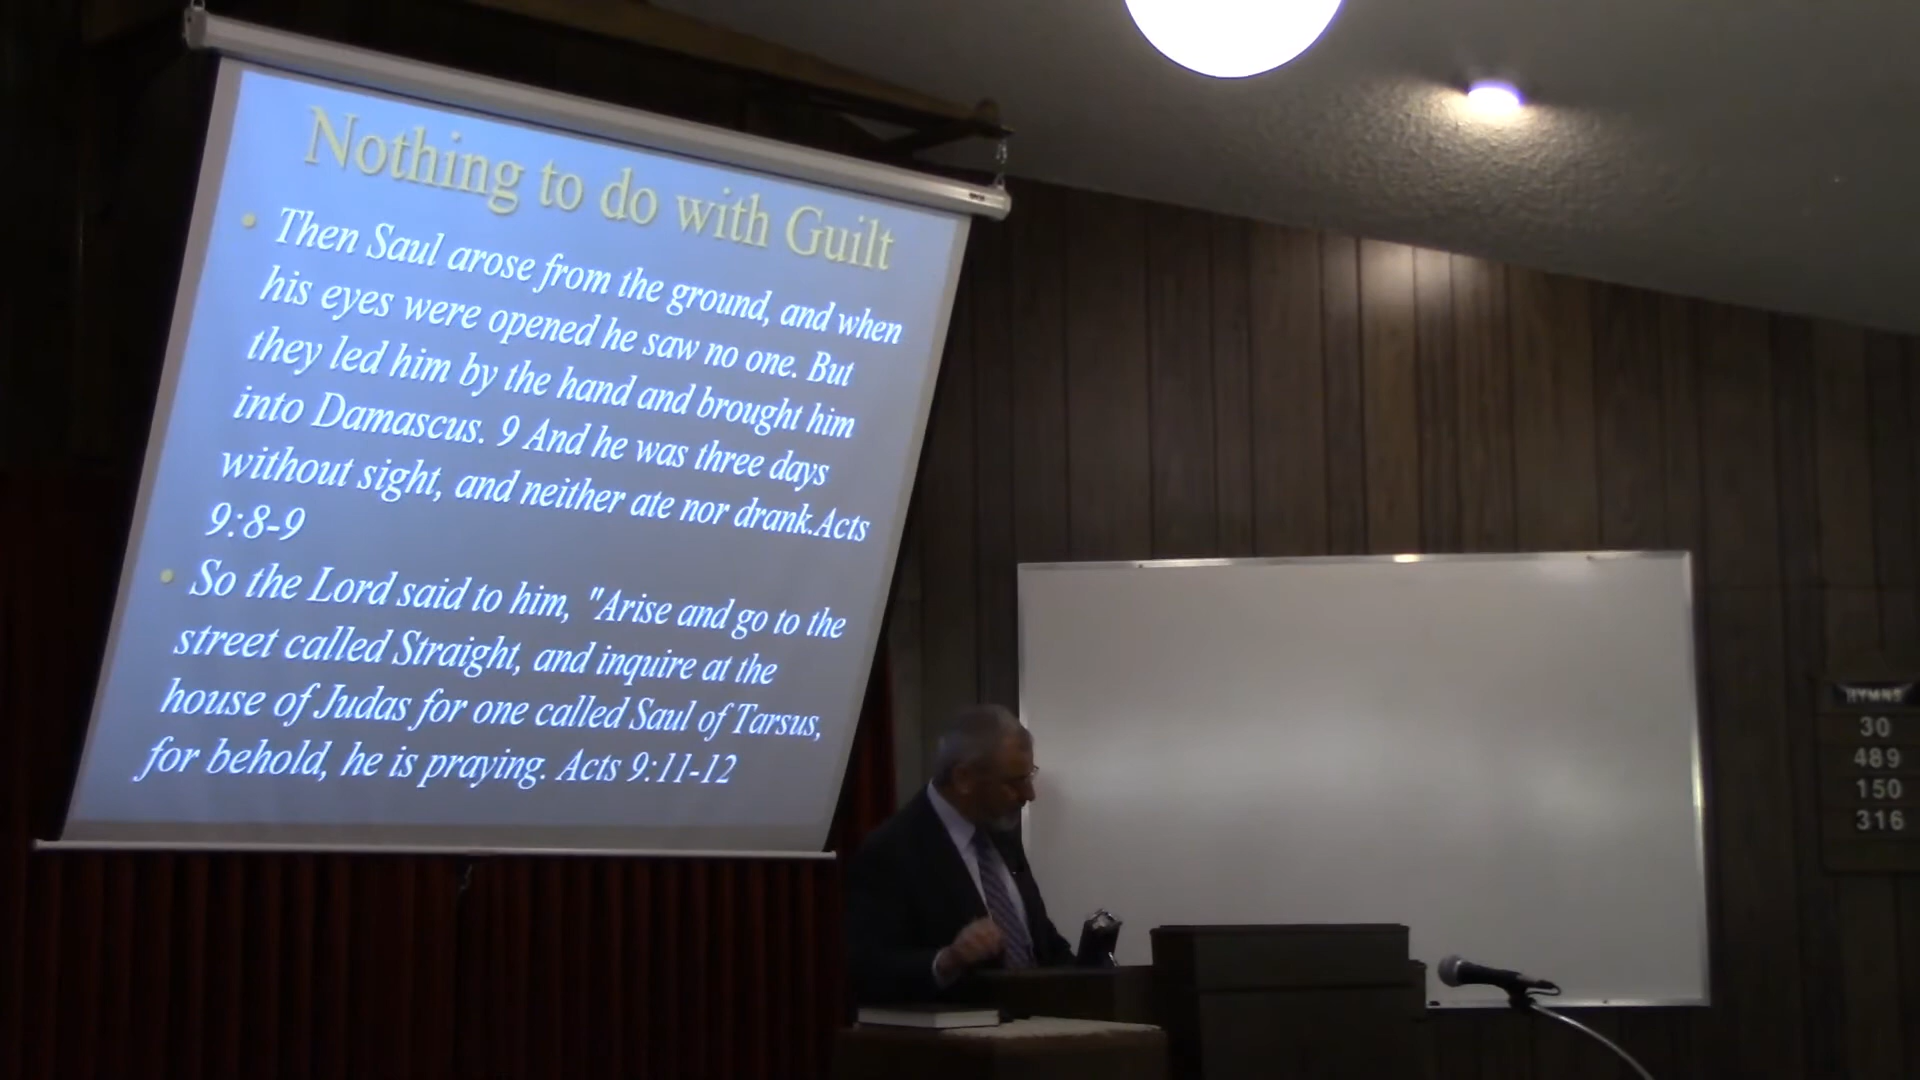 Nothing to do with Guilt
• Then Saul arose from the ground, and when
his eyes were opened he saw no one. But
they led him by the hand and brought him
into Damascus. 9 And he was three days
without sight, and neither ate nor drank.Acts
9:8-9
• So the Lord said to him, "Arise and go to the
street called Straight, and inquire at the
house of Judas for one called Saul of Tarsus,
for behold, he is praying. Acts 9:11-12
HYMNS
30
489
150
316